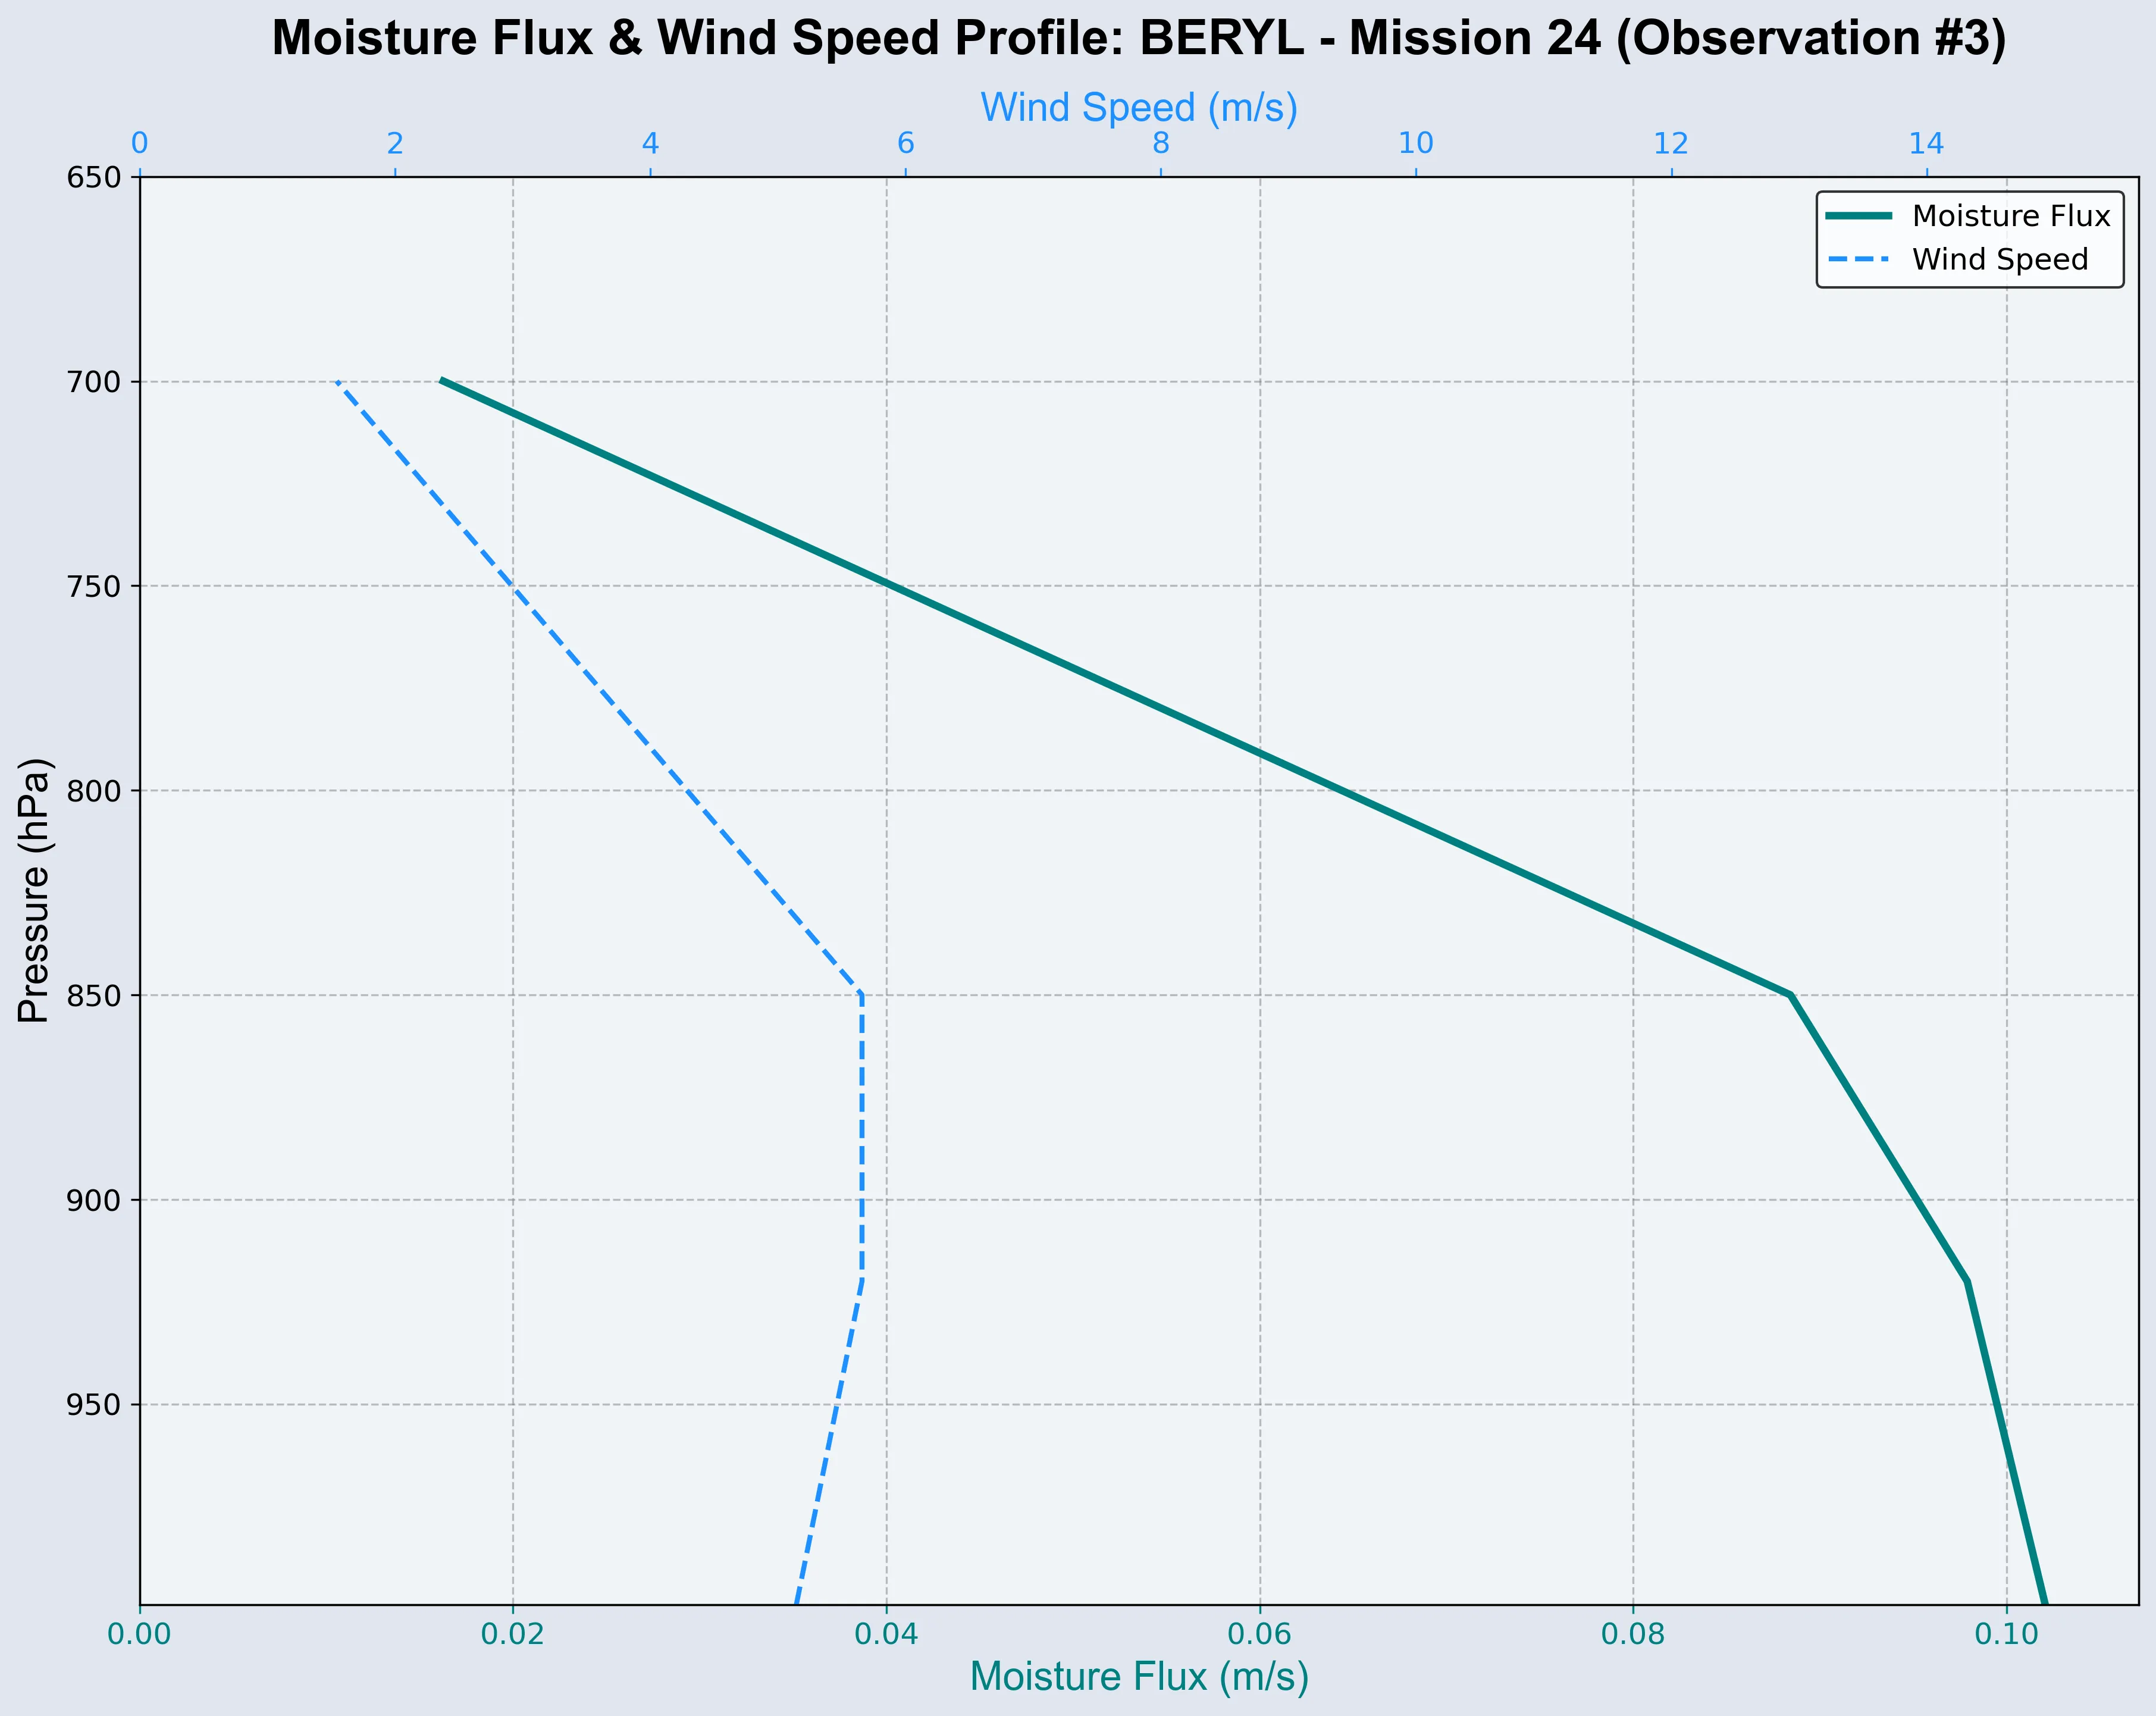 Moisture Flux & Wind Speed Profile: BERYL - Mission 24 (Observation #3)
Wind Speed (m/s)
0 2 4 6 8 10 12 14
Moisture Flux
Wind Speed
650
700
750
800
850
900
950
Pressure (hPa)
0.00 0.02 0.04 0.06 0.08 0.10
Moisture Flux (m/s)